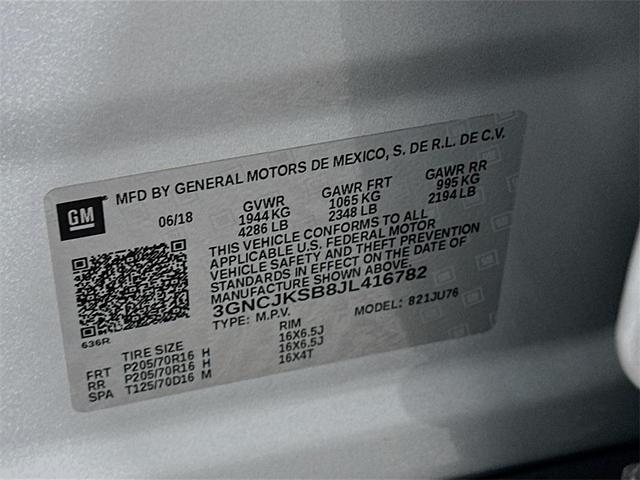 MFD BY GENERAL MOTORS DE MEXICO, S. DE R.L. DE C.V.
GM
06/18 GVWR GAWR FRT GAWR RR
1944 KG 1065 KG 995 KG
4286 LB 2348 LB 2194 LB
THIS VEHICLE CONFORMS TO ALL
APPLICABLE U.S. FEDERAL MOTOR
VEHICLE SAFETY AND THEFT PREVENTION
STANDARDS IN EFFECT ON THE DATE OF
MANUFACTURE SHOWN ABOVE.
3GNCJKSB8JL416782
TYPE: M.P.V. MODEL: 821JU76
636R
TIRE SIZE RIM
FRT P205/70R16 H 16X6.5J
RR P205/70R16 H 16X6.5J
SPA T125/70D16 M 16X4T